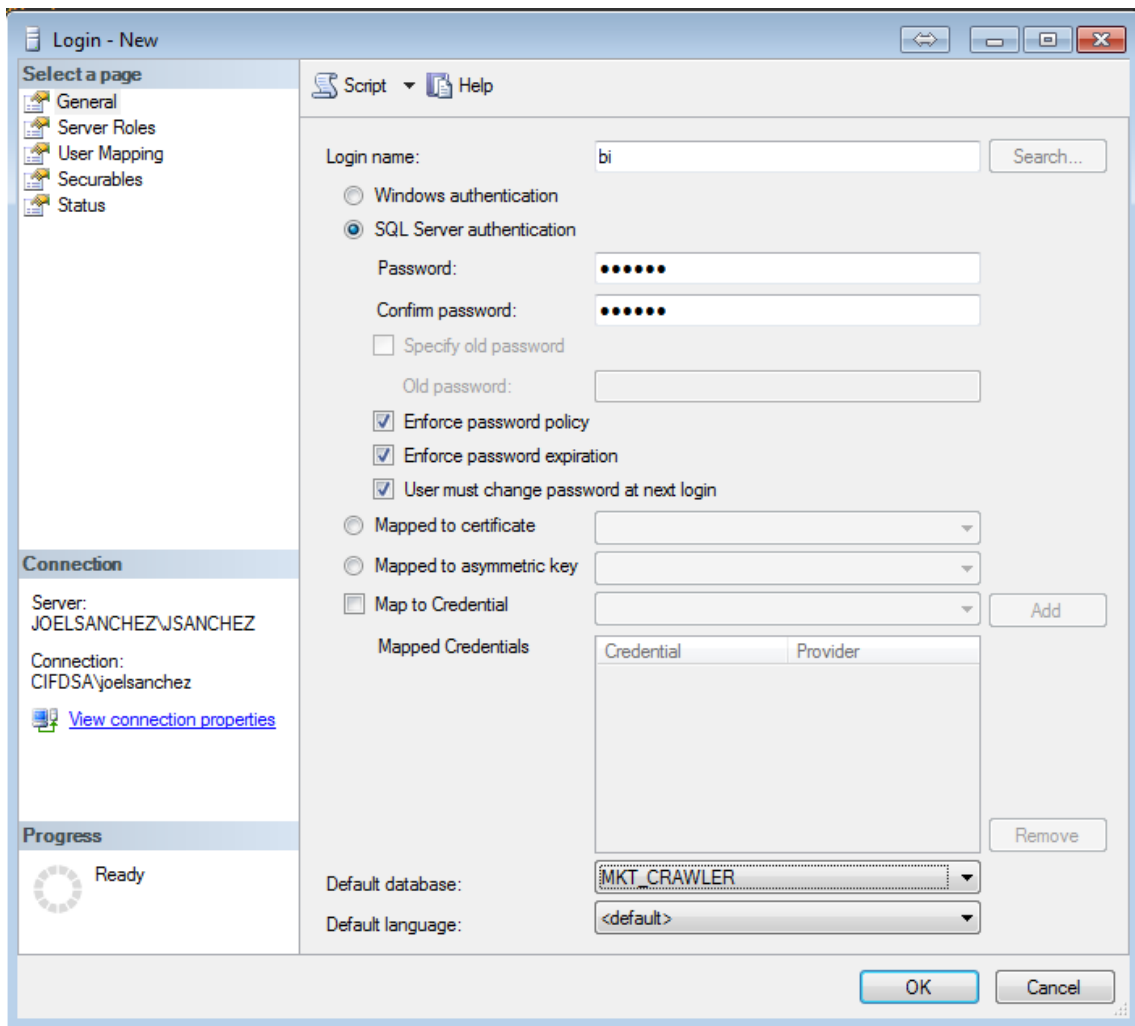 Login - New
Select a page
General
Server Roles
User Mapping
Securables
Status
Script
Help
Login name:
bi
Search...
Windows authentication
SQL Server authentication
Password:
●●●●●●
Confirm password:
●●●●●●
Specify old password
Old password:
Enforce password policy
Enforce password expiration
User must change password at next login
Mapped to certificate
Mapped to asymmetric key
Map to Credential
Add
Mapped Credentials
Credential
Provider
Remove
Default database:
MKT_CRAWLER
Default language:
<default>
Connection
Server:
JOELSANCHEZ\JSANCHEZ
Connection:
CIFDSA\joelsanchez
View connection properties
Progress
Ready
OK
Cancel